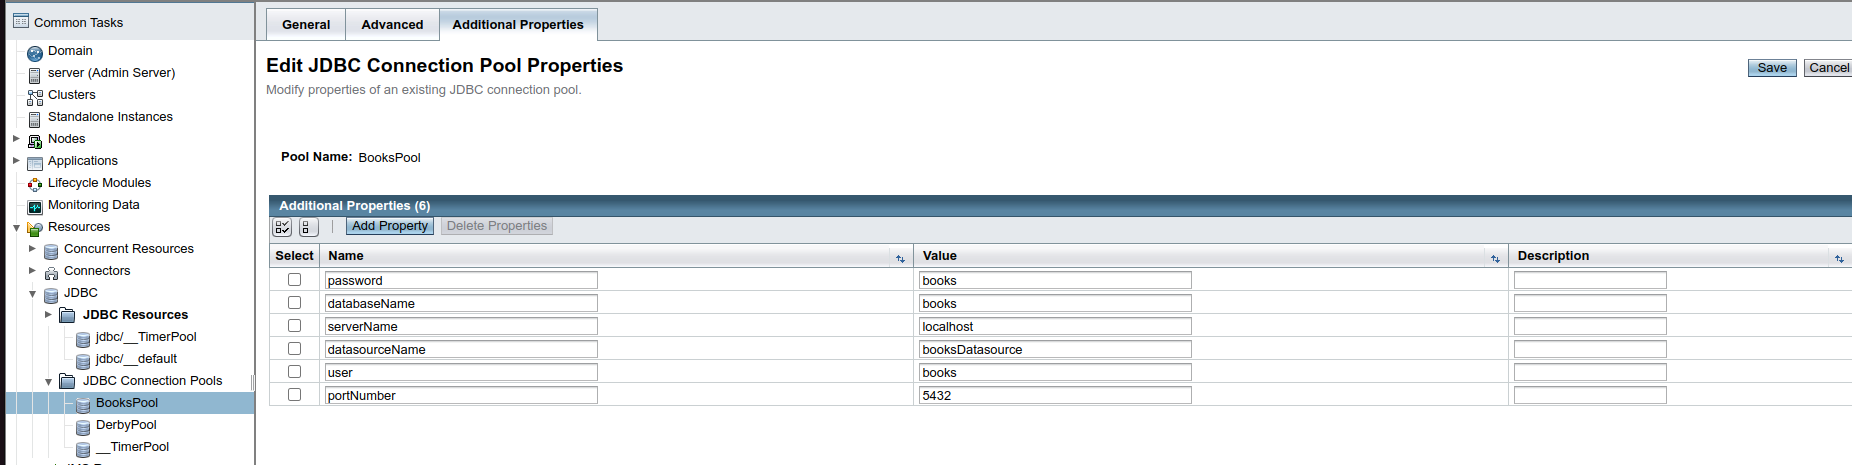 Common Tasks
Domain
server (Admin Server)
Clusters
Standalone Instances
Nodes
Applications
Lifecycle Modules
Monitoring Data
Resources
Concurrent Resources
Connectors
JDBC
JDBC Resources
jdbc/__TimerPool
jdbc/__default
JDBC Connection Pools
BooksPool
DerbyPool
__TimerPool
General Advanced Additional Properties
Edit JDBC Connection Pool Properties
Save Cancel
Modify properties of an existing JDBC connection pool.
Pool Name: BooksPool
Additional Properties (6)
Add Property Delete Properties
Select Name Value Description
password books
databaseName books
serverName localhost
datasourceName booksDatasource
user books
portNumber 5432